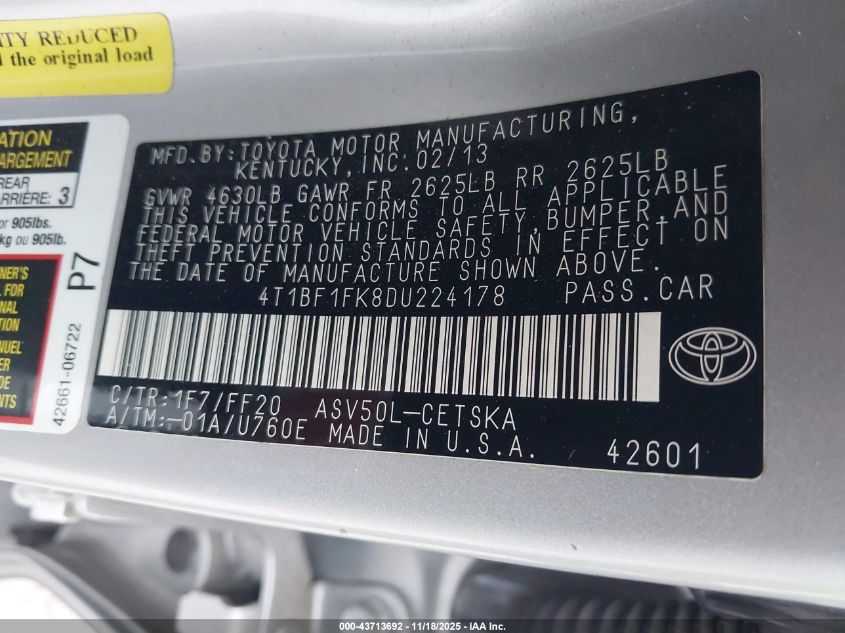 ITY REDUCED
the original load
ATION
ARGEMENT
REAR
ARRIÈRE: 3
or 905lbs.
kg ou 905lb.
NER'S
FOR
NAL
TION
NUEL
ER
DE
NTS
P7
42661-06722
MFD.BY:TOYOTA MOTOR MANUFACTURING,
KENTUCKY,INC.02/13
GVWR 4630LB GAWR FR 2625LB RR 2625LB
THIS VEHICLE CONFORMS TO ALL APPLICABLE
FEDERAL MOTOR VEHICLE SAFETY,BUMPER,AND
THEFT PREVENTION STANDARDS IN EFFECT ON
THE DATE OF MANUFACTURE SHOWN ABOVE.
4T1BF1FK8DU224178 PASS.CAR
C/TR:1F7/FF20 ASV50L-CETSKA
A/TM:-01A/U760E MADE IN U.S.A.
42601
000-43713692 - 11/18/2025 - IAA Inc.